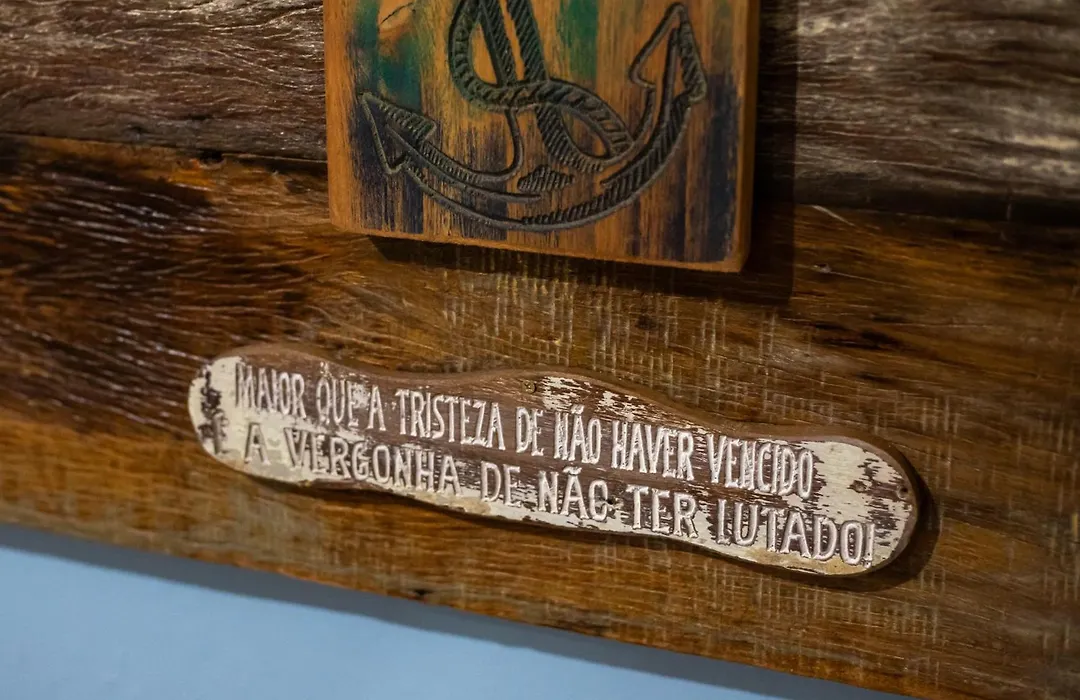 MAIOR QUE A TRISTEZA DE NÃO HAVER VENCIDO
É A VERGONHA DE NÃO TER LUTADO!